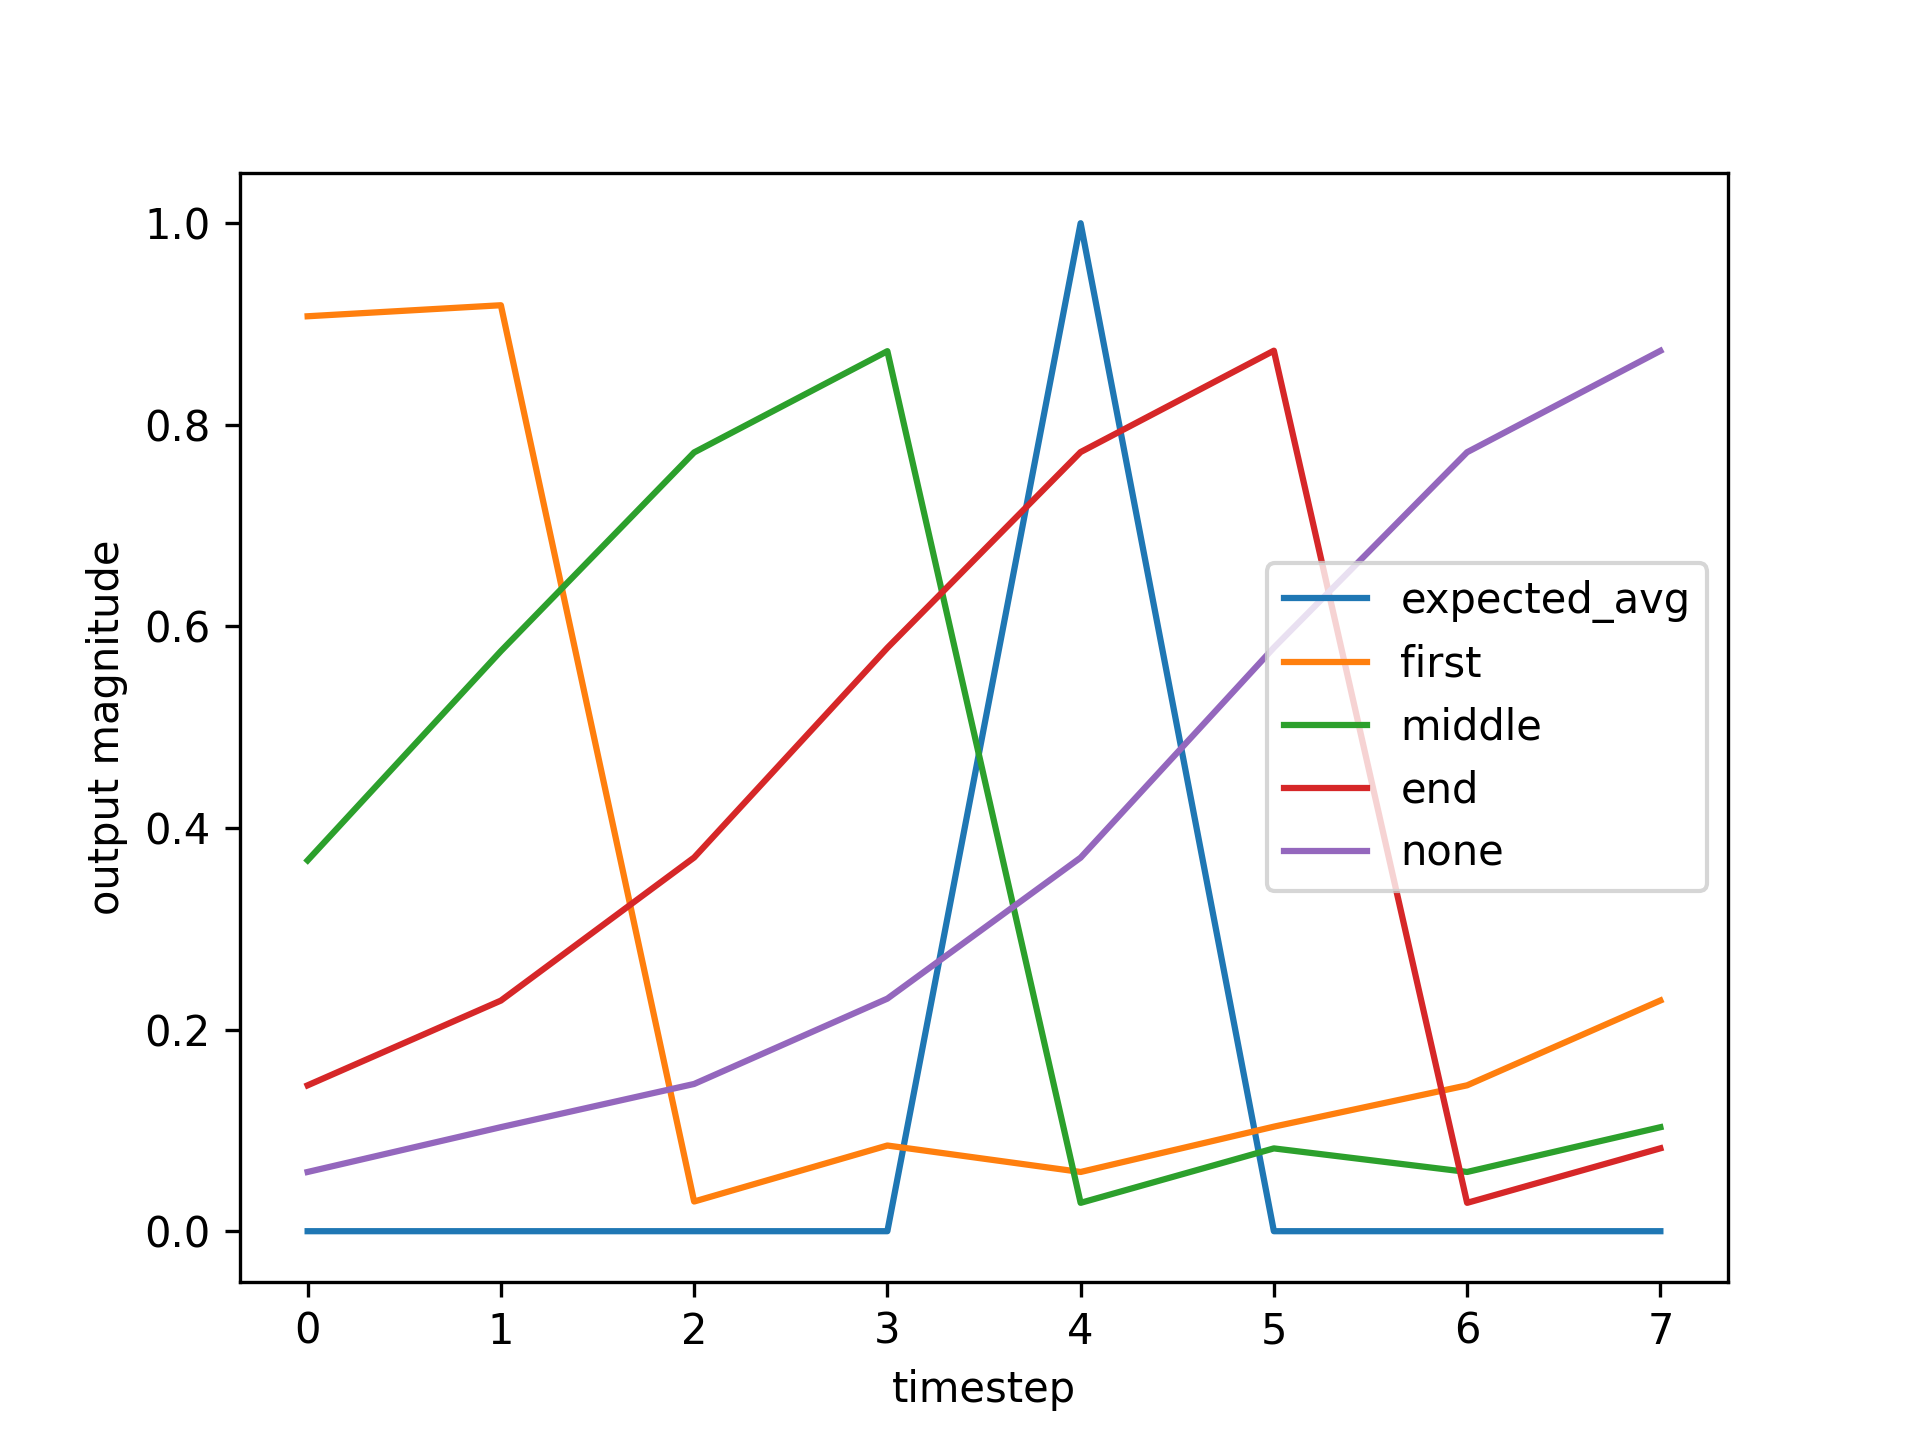 output magnitude
1.0
0.8
0.6
0.4
0.2
0.0
expected_avg
first
middle
end
none
0 1 2 3 4 5 6 7
timestep